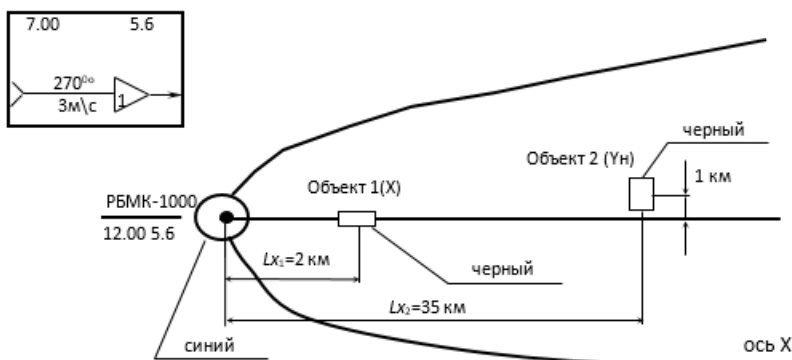 7.00 5.6
270⁰°
3м\с
1
черный
Объект 2 (Yн)
1 км
РБМК-1000
Объект 1(Х)
12.00 5.6
Lx₁=2 км
черный
Lx₂=35 км
синий
ось Х